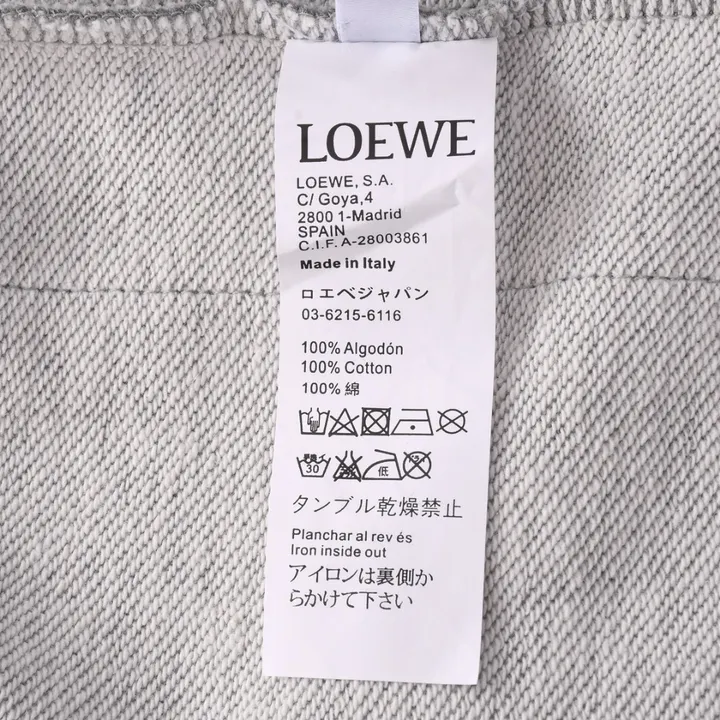 LOEWE
LOEWE, S.A.
C/ Goya,4
2800 1-Madrid
SPAIN
C.I.F. A-28003861
Made in Italy
ロエベジャパン
03-6215-6116
100% Algodón
100% Cotton
100% 綿
30
低
タンブル乾燥禁止
Planchar al rev és
Iron inside out
アイロンは裏側か
らかけて下さい